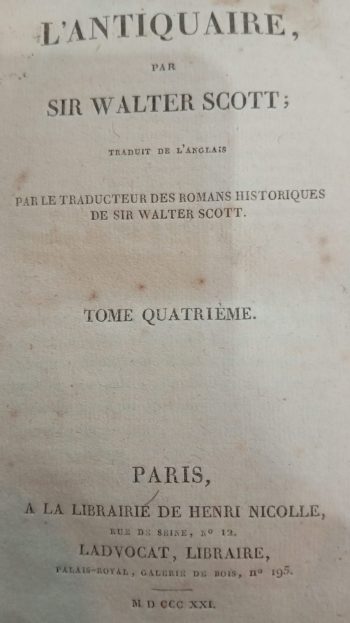 L'ANTIQUAIRE,
PAR
SIR WALTER SCOTT;
TRADUIT DE L'ANGLAIS
PAR LE TRADUCTEUR DES ROMANS HISTORIQUES
DE SIR WALTER SCOTT.
TOME QUATRIÈME.
PARIS,
A LA LIBRAIRIE DE HENRI NICOLLE,
RUE DE SEINE, Nº 12.
LADVOCAT, LIBRAIRE,
PALAIS-ROYAL, GALERIE DE BOIS, nº 195.
M D CCC XXI.